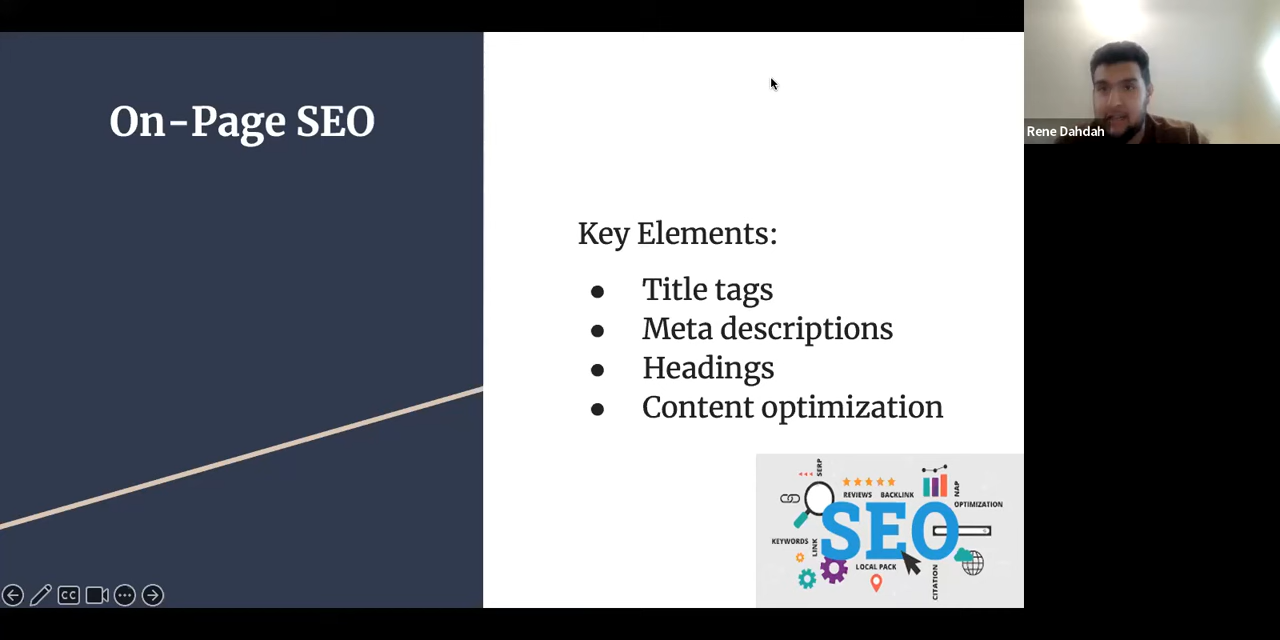 On-Page SEO
Rene Dahdah
Key Elements:
● Title tags
● Meta descriptions
● Headings
● Content optimization
SERP
REVIEWS BACKLINK
NAP
OPTIMIZATION
SEO
KEYWORDS
LINK
LOCAL PACK
CITATION
CC